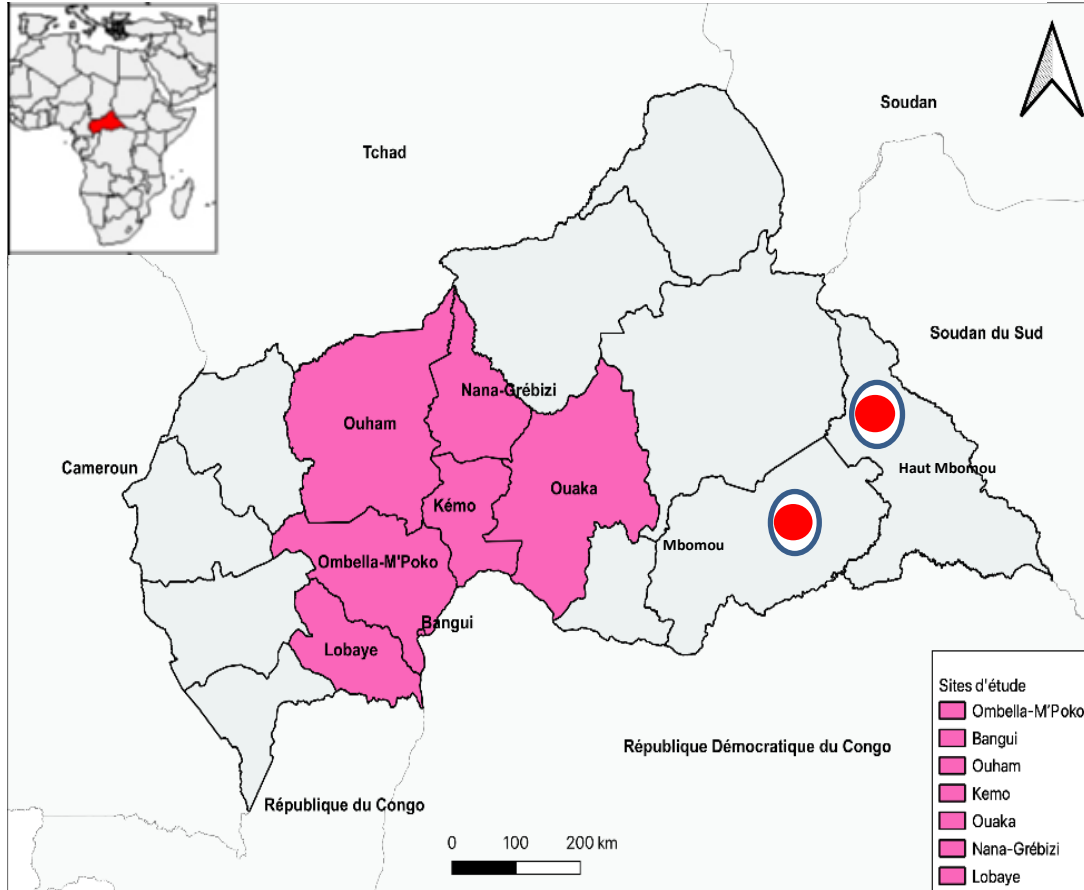 Soudan
Tchad
Soudan du Sud
Nana-Grébizi
Ouham
Cameroun
Haut Mbomou
Ouaka
Kémo
Mbomou
Ombella-M'Poko
Bangui
Lobaye
République Démocratique du Congo
République du Congo
0 100 200 km
Sites d'étude
Ombella-M'Poko
Bangui
Ouham
Kemo
Ouaka
Nana-Grébizi
Lobaye